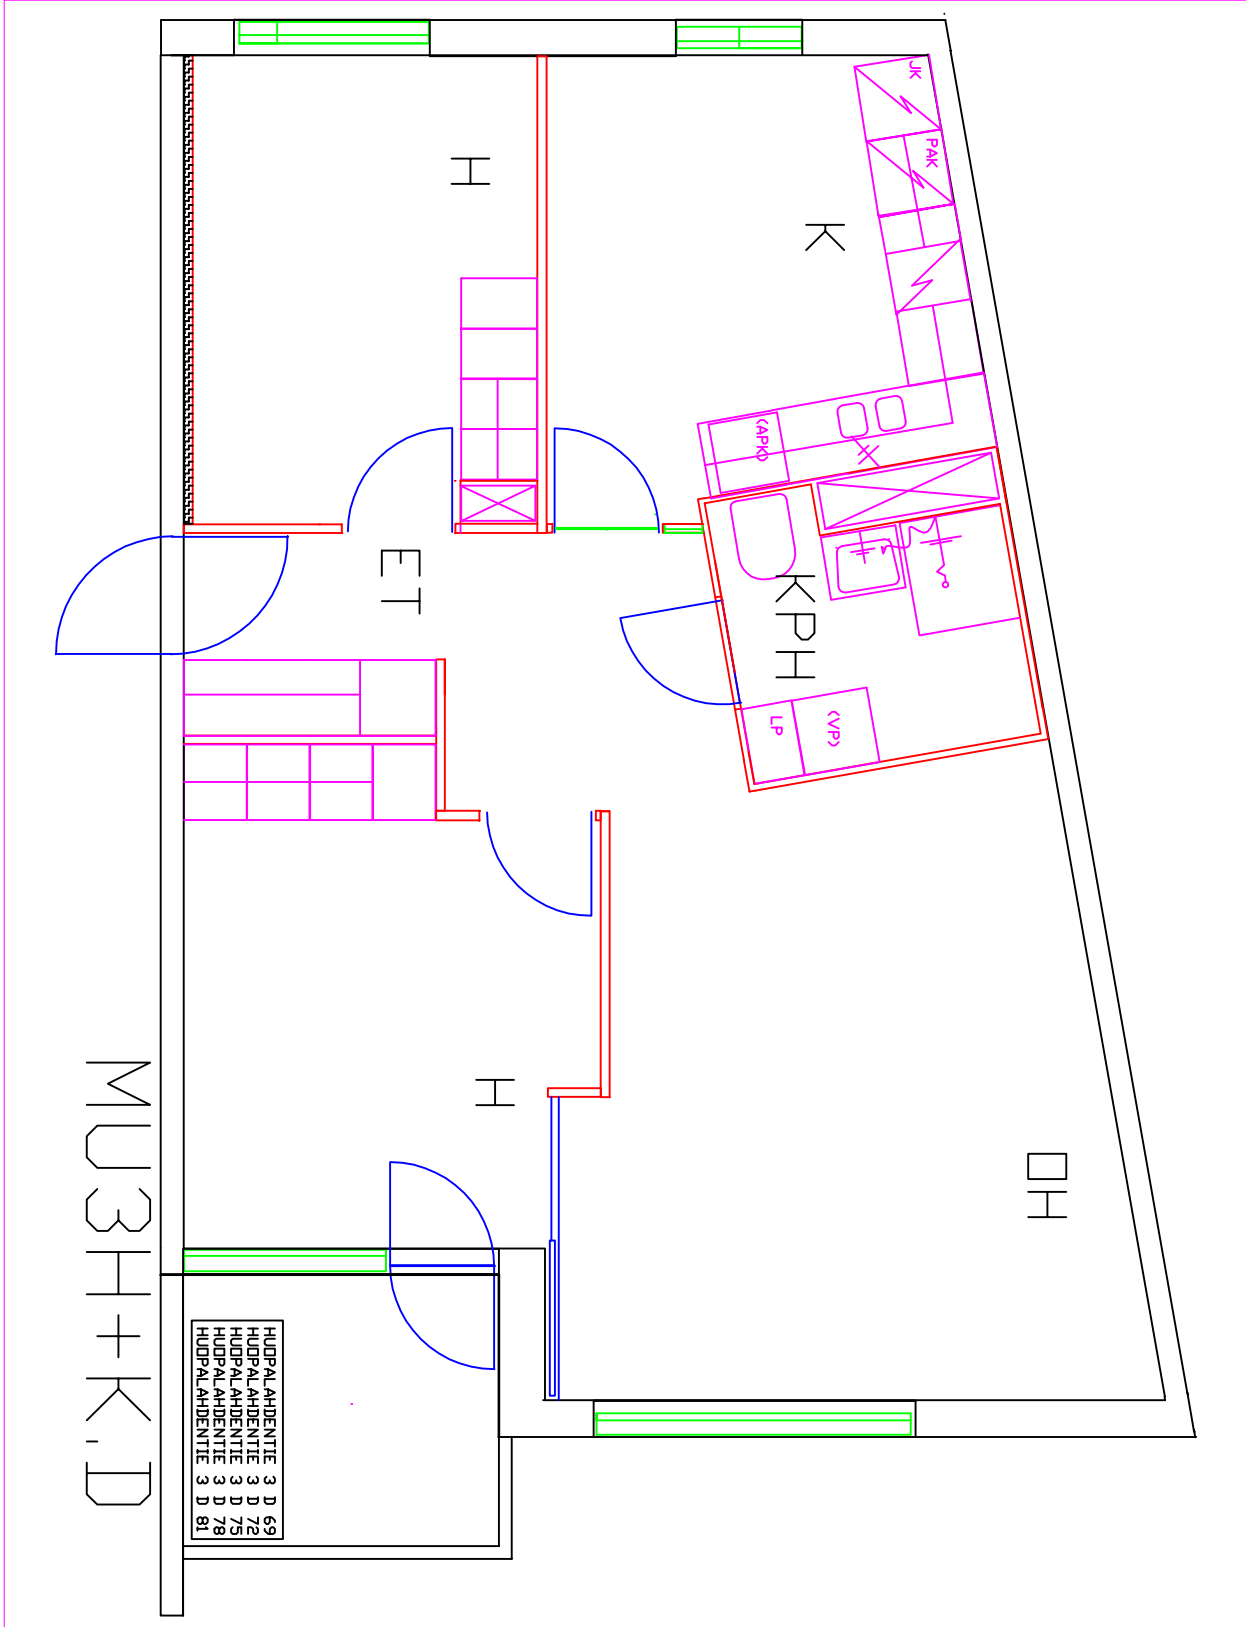 JK
PAK
H
K
(APK)
ET
KPH
LP
(VP)
H
OH
MU3H+K.D
HUOPALAHDENTIE 3 D 69
HUOPALAHDENTIE 3 D 72
HUOPALAHDENTIE 3 D 75
HUOPALAHDENTIE 3 D 78
HUOPALAHDENTIE 3 D 81